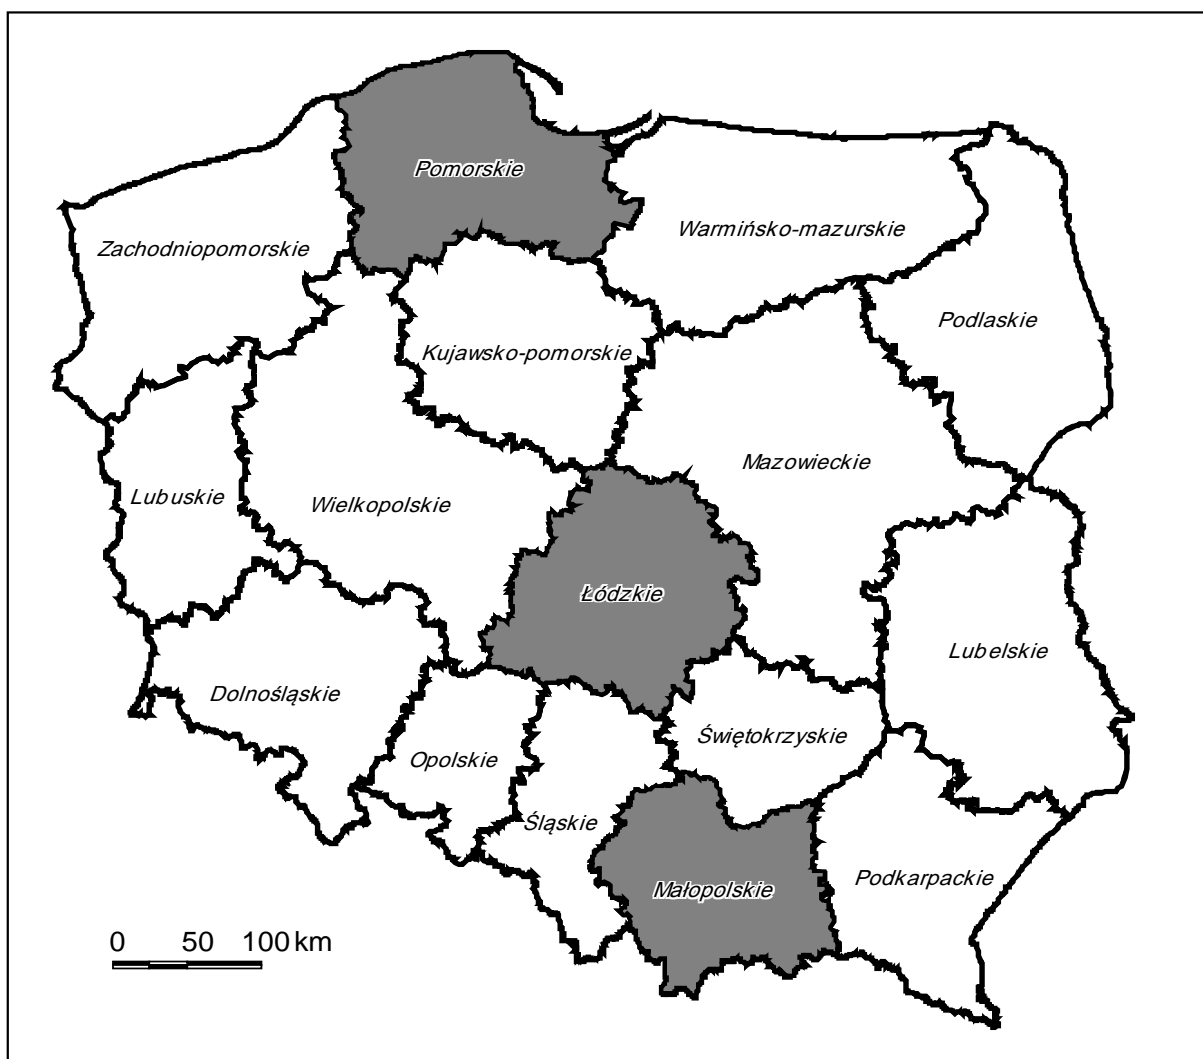 Pomorskie
Warmińsko-mazurskie
Zachodniopomorskie
Podlaskie
Kujawsko-pomorskie
Mazowieckie
Lubuskie
Wielkopolskie
Łódzkie
Lubelskie
Dolnośląskie
Świętokrzyskie
Opolskie
Śląskie
Podkarpackie
Małopolskie
0 50 100 km